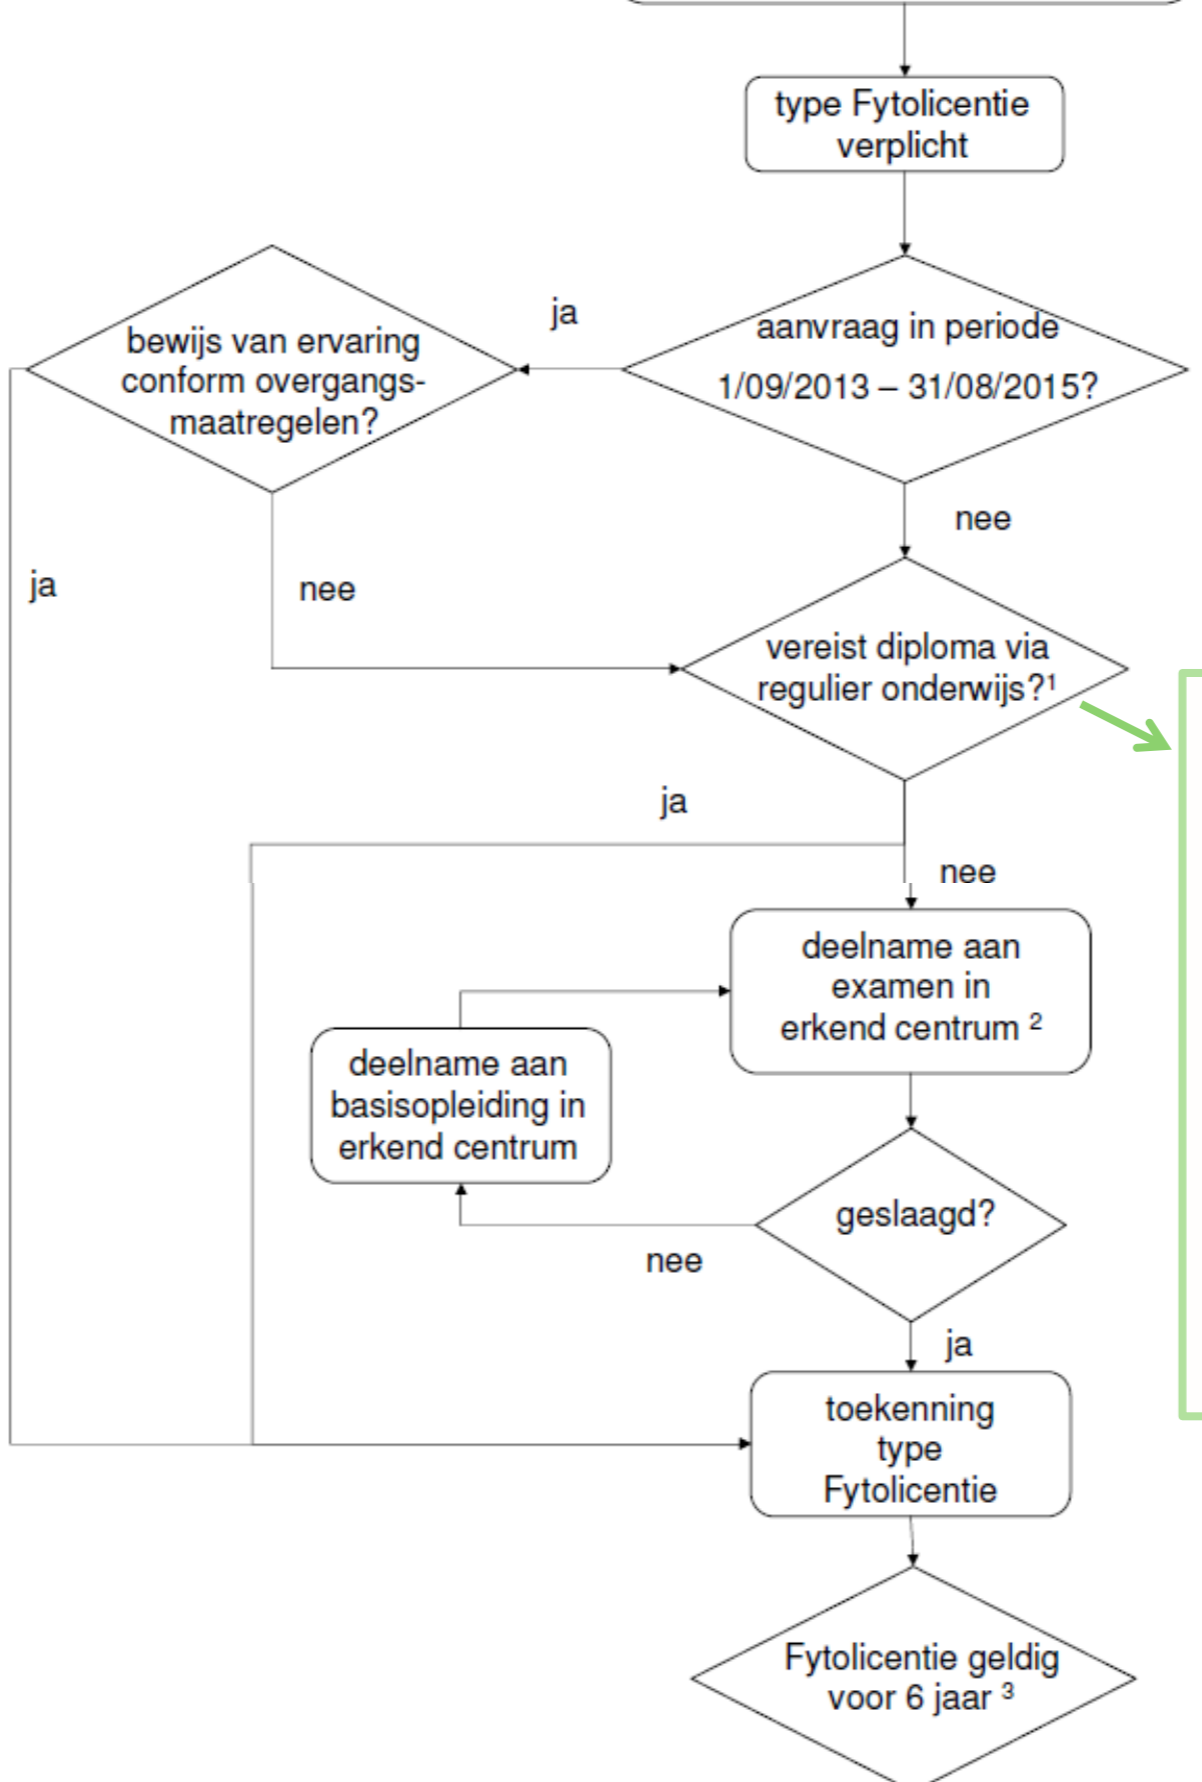 type Fytolicentie
verplicht
aanvraag in periode
1/09/2013 – 31/08/2015?
ja
bewijs van ervaring
conform overgangs-
maatregelen?
nee
ja
nee
vereist diploma via
regulier onderwijs?¹
ja
nee
deelname aan
examen in
erkend centrum ²
deelname aan
basisopleiding in
erkend centrum
geslaagd?
nee
ja
toekenning
type
Fytolicentie
Fytolicentie geldig
voor 6 jaar ³